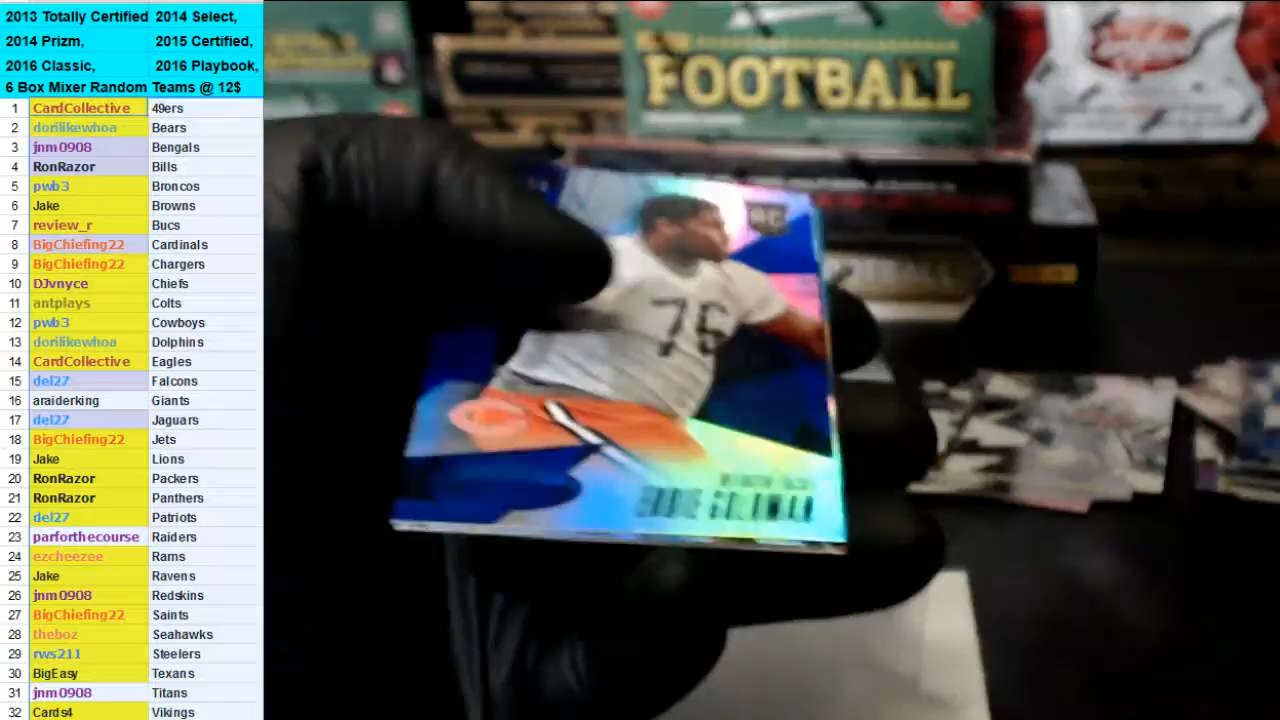 2013 Totally Certified 2014 Select,
2014 Prizm, 2015 Certified,
2016 Classic, 2016 Playbook,
6 Box Mixer Random Teams @ 12$
1 CardCollective 49ers
2 dorilikewhoa Bears
3 jnm0908 Bengals
4 RonRazor Bills
5 pwb3 Broncos
6 Jake Browns
7 review_r Bucs
8 BigChiefing22 Cardinals
9 BigChiefing22 Chargers
10 DJvnyce Chiefs
11 antplays Colts
12 pwb3 Cowboys
13 dorilikewhoa Dolphins
14 CardCollective Eagles
15 del27 Falcons
16 araiderking Giants
17 del27 Jaguars
18 BigChiefing22 Jets
19 Jake Lions
20 RonRazor Packers
21 RonRazor Panthers
22 del27 Patriots
23 parforthecourse Raiders
24 ezcheezee Rams
25 Jake Ravens
26 jnm0908 Redskins
27 BigChiefing22 Saints
28 theboz Seahawks
29 rws211 Steelers
30 BigEasy Texans
31 jnm0908 Titans
32 Cards4 Vikings
FOOTBALL
RC
76
EDDIE GOLDMAN